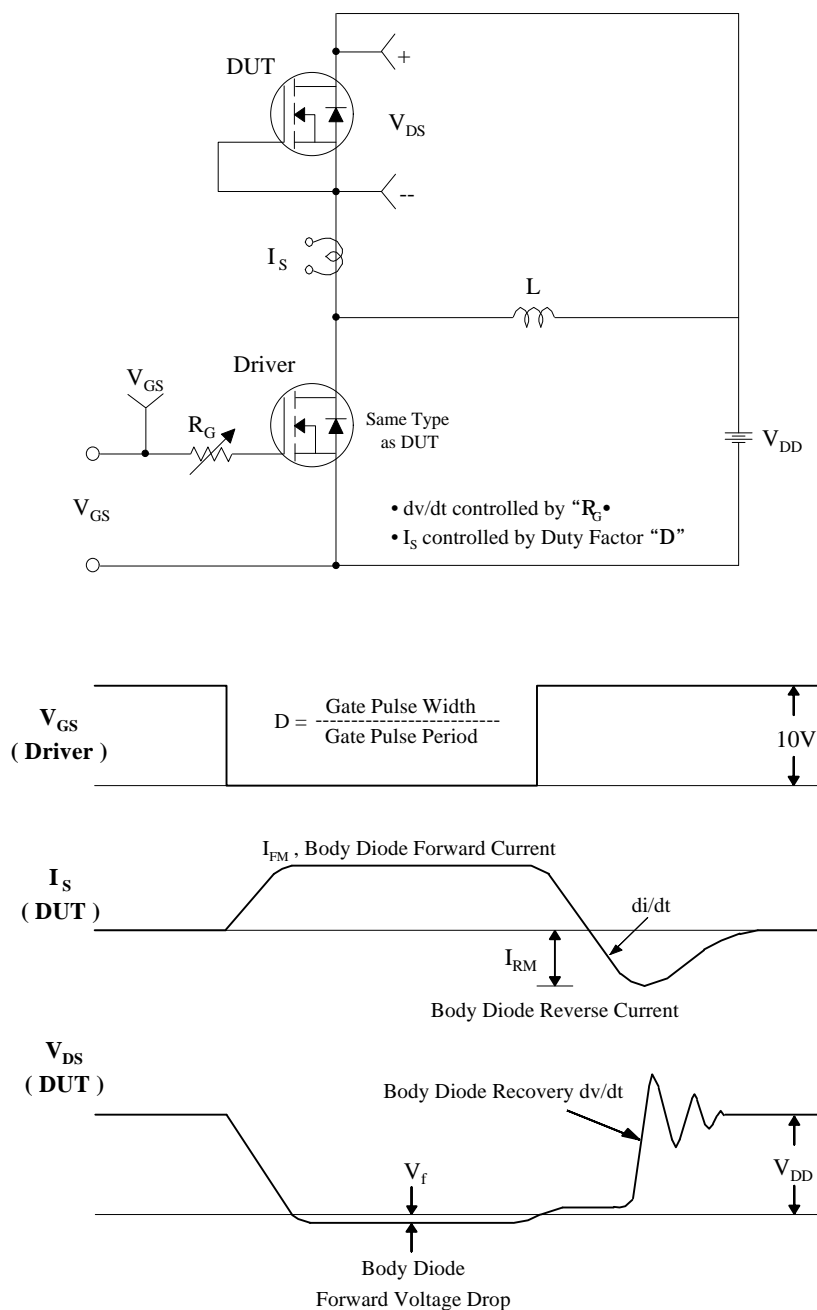 DUT
+
V_DS
--
I_S
L
Driver
V_GS
R_G
Same Type
as DUT
V_DD
V_GS
• dv/dt controlled by “R_G•
• I_S controlled by Duty Factor “D”
V_GS
( Driver )
D = Gate Pulse Width
--------------------------
Gate Pulse Period
10V
I_FM , Body Diode Forward Current
I_S
( DUT )
di/dt
I_RM
Body Diode Reverse Current
V_DS
( DUT )
Body Diode Recovery dv/dt
V_f
V_DD
Body Diode
Forward Voltage Drop